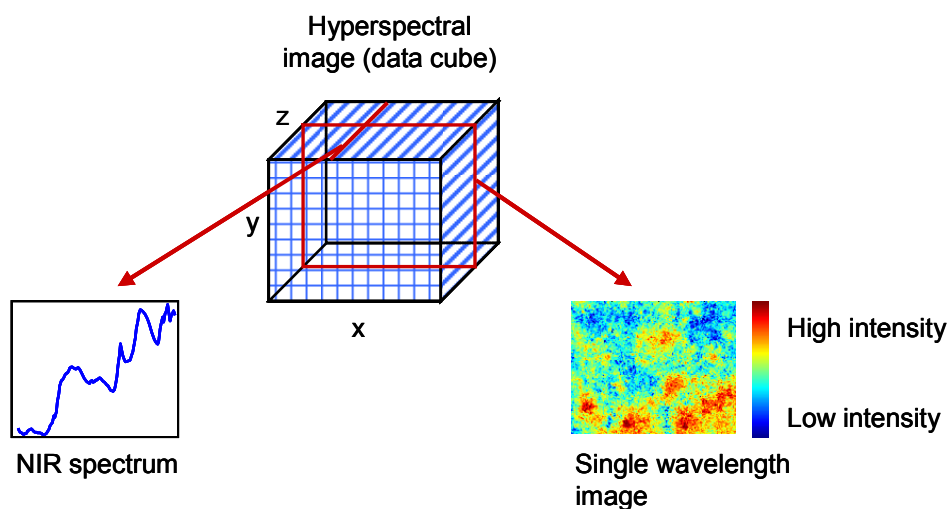 Hyperspectral
image (data cube)
z
y
x
High intensity
Low intensity
NIR spectrum
Single wavelength
image